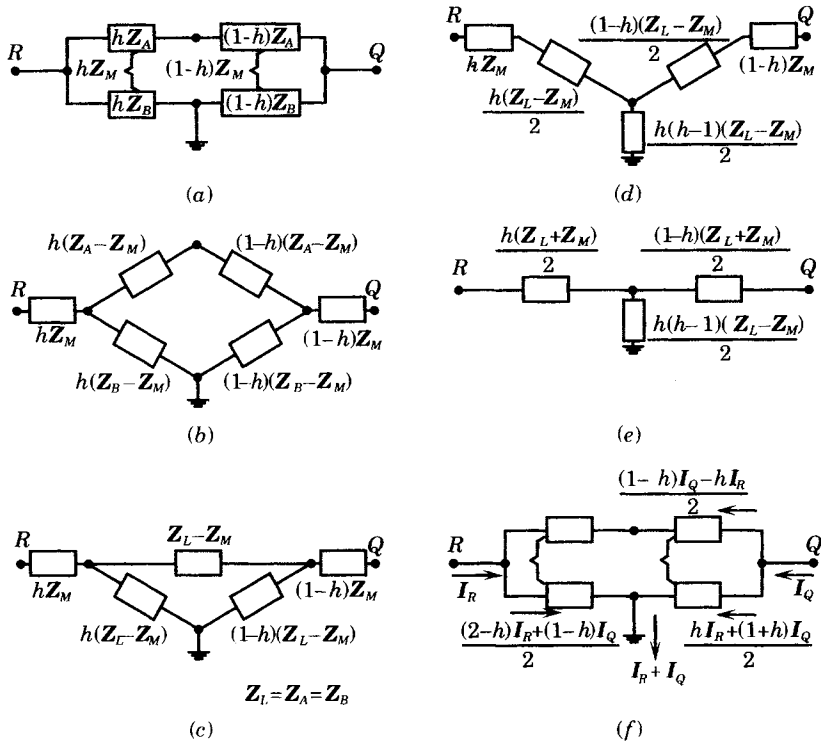 R
hZ_A
(1-h)Z_A
Q
hZ_M
(1-h)Z_M
hZ_B
(1-h)Z_B
(a)
h(Z_A–Z_M)
(1–h)(Z_A–Z_M)
R
Q
hZ_M
(1-h)Z_M
h(Z_B–Z_M)
(1–h)(Z_B–Z_M)
(b)
Z_L–Z_M
R
Q
hZ_M
(1–h)Z_M
h(Z_L–Z_M)
(1–h)(Z_L–Z_M)
Z_L=Z_A=Z_B
(c)
R
(1–h)(Z_L–Z_M)
2
Q
hZ_M
(1-h)Z_M
h(Z_L–Z_M)
2
h(h–1)(Z_L–Z_M)
2
(d)
h(Z_L+Z_M)
2
(1–h)(Z_L+Z_M)
2
R
Q
h(h–1)(Z_L–Z_M)
2
(e)
(1–h)I_Q–hI_R
2
R
Q
I_R
I_Q
(2–h)I_R+(1–h)I_Q
2
hI_R+(1+h)I_Q
2
I_R+I_Q
(f)